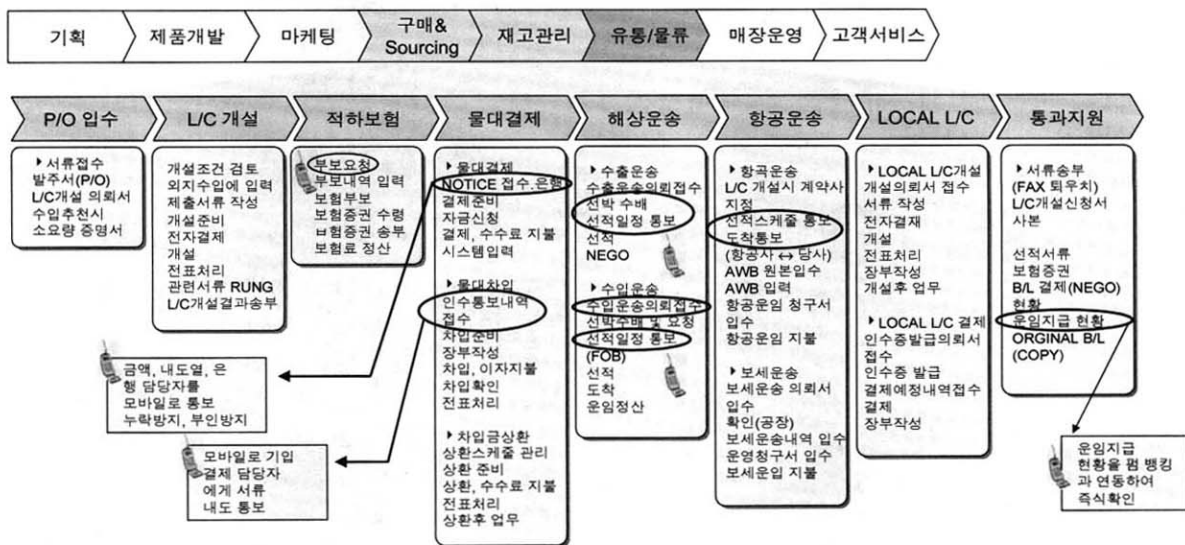 기획
제품개발
마케팅
구매&
Sourcing
재고관리
유통/물류
매장운영
고객서비스
P/O 입수
L/C 개설
적하보험
물대결제
해상운송
항공운송
LOCAL L/C
통과지원
▶서류접수
발주서(P/O)
L/C개설 의뢰서
수입추천시
소요량 증명서
개설조건 검토
외지수입에 입력
제출서류 작성
개설준비
전자결제
개설
전표처리
관련서류 RUNG
L/C개설결과송부
부보요청
부보내역 입력
보험부보
보험증권 수령
ㅂ험증권 송부
보험료 정산
▶물대결제
NOTICE 접수.은행
결제준비
자금신청
결제, 수수료 지불
시스템입력
▶물대차입
인수통보내역
접수
차입준비
장부작성
차입, 이자지불
차입확인
전표처리
▶차입금상환
상환스케줄 관리
상환 준비
상환, 수수료 지불
전표처리
상환후 업무
▶수출운송
수출운송의뢰접수
선박 수배
선적일정 통보
선적
NEGO
▶수입운송
수입운송의뢰접수
선박수배 및 요청
선적일정 통보
(FOB)
선적
도착
운임정산
▶항곡운송
L/C 개설시 계약사
지정
선적스케줄 통보
도착통보
(항공사 ↔ 당사)
AWB 원본입수
AWB 입력
항공운임 청구서
입수
항공운임 지불
▶보세운송
보세운송 의뢰서
입수
확인(공장)
보세운송내역 입수
운영청구서 입수
보세운입 지불
▶LOCAL L/C개설
개설의뢰서 접수
서류 작성
전자결재
개설
전표처리
장부작성
개설후 업무
▶LOCAL L/C 결제
인수증발급의뢰서
접수
인수증 발급
결제예정내역접수
결제
장부작성
▶서류송부
(FAX 퇴우치)
L/C개설신청서
사본
선적서류
보험증권
B/L 결제(NEGO)
현황
운임지급 현황
ORGINAL B/L
(COPY)
금액, 내도열, 은
행 담당자를
모바일로 통보
누락방지, 부인방지
모바일로 기입
결제 담당자
에게 서류
내도 통보
운임지급
현황을 펌 뱅킹
과 연동하여
즉식확인